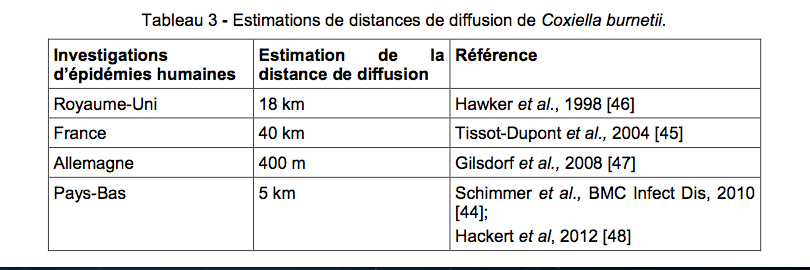 Tableau 3 - Estimations de distances de diffusion de Coxiella burnetii.
Investigations d'épidémies humaines
Estimation de la distance de diffusion
Référence
Royaume-Uni
18 km
Hawker et al., 1998 [46]
France
40 km
Tissot-Dupont et al., 2004 [45]
Allemagne
400 m
Gilsdorf et al., 2008 [47]
Pays-Bas
5 km
Schimmer et al., BMC Infect Dis, 2010
[44];
Hackert et al, 2012 [48]